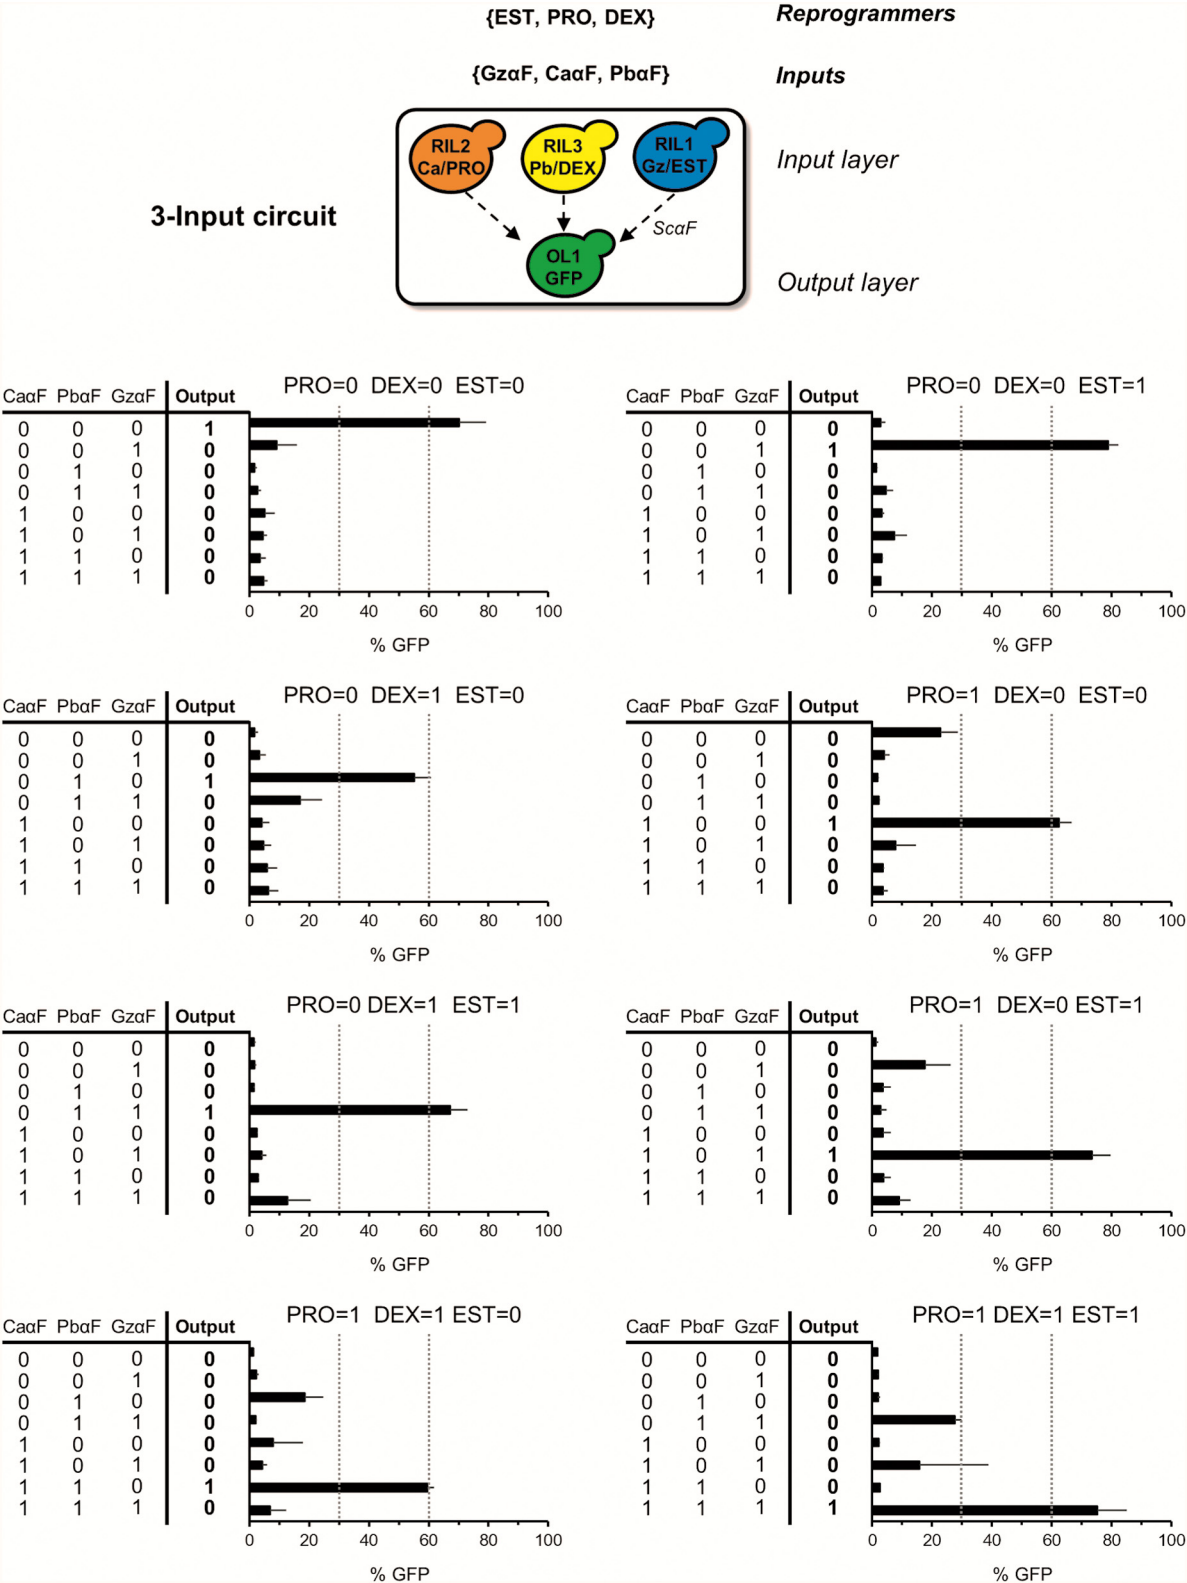 {EST, PRO, DEX} Reprogrammers
{GzαF, CaαF, PbαF} Inputs
RIL2 RIL3 RIL1
Ca/PRO Pb/DEX Gz/EST Input layer
3-Input circuit
ScαF
OL1
GFP Output layer
PRO=0 DEX=0 EST=0
CaαF PbαF GzαF Output
0 0 0 1
0 0 1 0
0 1 0 0
0 1 1 0
1 0 0 0
1 0 1 0
1 1 0 0
1 1 1 0
0 20 40 60 80 100
% GFP
PRO=0 DEX=0 EST=1
CaαF PbαF GzαF Output
0 0 0 0
0 0 1 1
0 1 0 0
0 1 1 0
1 0 0 0
1 0 1 0
1 1 0 0
1 1 1 0
0 20 40 60 80 100
% GFP
PRO=0 DEX=1 EST=0
CaαF PbαF GzαF Output
0 0 0 0
0 0 1 0
0 1 0 1
0 1 1 0
1 0 0 0
1 0 1 0
1 1 0 0
1 1 1 0
0 20 40 60 80 100
% GFP
PRO=1 DEX=0 EST=0
CaαF PbαF GzαF Output
0 0 0 0
0 0 1 0
0 1 0 0
0 1 1 0
1 0 0 1
1 0 1 0
1 1 0 0
1 1 1 0
0 20 40 60 80 100
% GFP
PRO=0 DEX=1 EST=1
CaαF PbαF GzαF Output
0 0 0 0
0 0 1 0
0 1 0 0
0 1 1 1
1 0 0 0
1 0 1 0
1 1 0 0
1 1 1 0
0 20 40 60 80 100
% GFP
PRO=1 DEX=0 EST=1
CaαF PbαF GzαF Output
0 0 0 0
0 0 1 0
0 1 0 0
0 1 1 0
1 0 0 0
1 0 1 1
1 1 0 0
1 1 1 0
0 20 40 60 80 100
% GFP
PRO=1 DEX=1 EST=0
CaαF PbαF GzαF Output
0 0 0 0
0 0 1 0
0 1 0 0
0 1 1 0
1 0 0 0
1 0 1 0
1 1 0 1
1 1 1 0
0 20 40 60 80 100
% GFP
PRO=1 DEX=1 EST=1
CaαF PbαF GzαF Output
0 0 0 0
0 0 1 0
0 1 0 0
0 1 1 0
1 0 0 0
1 0 1 0
1 1 0 0
1 1 1 1
0 20 40 60 80 100
% GFP